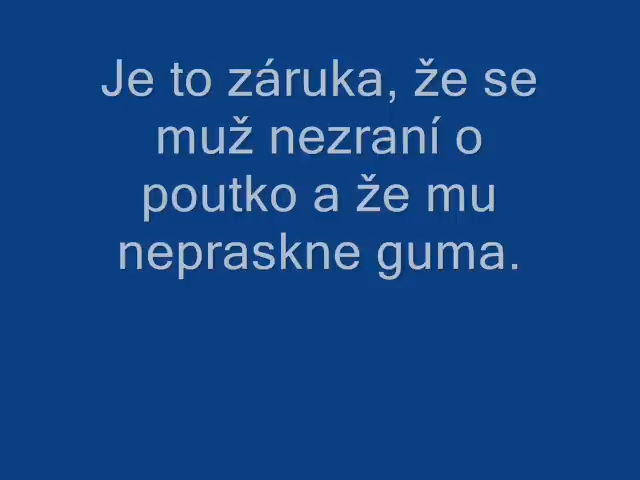 Je to záruka, že se
muž nezraní o
poutko a že mu
nepraskne guma.